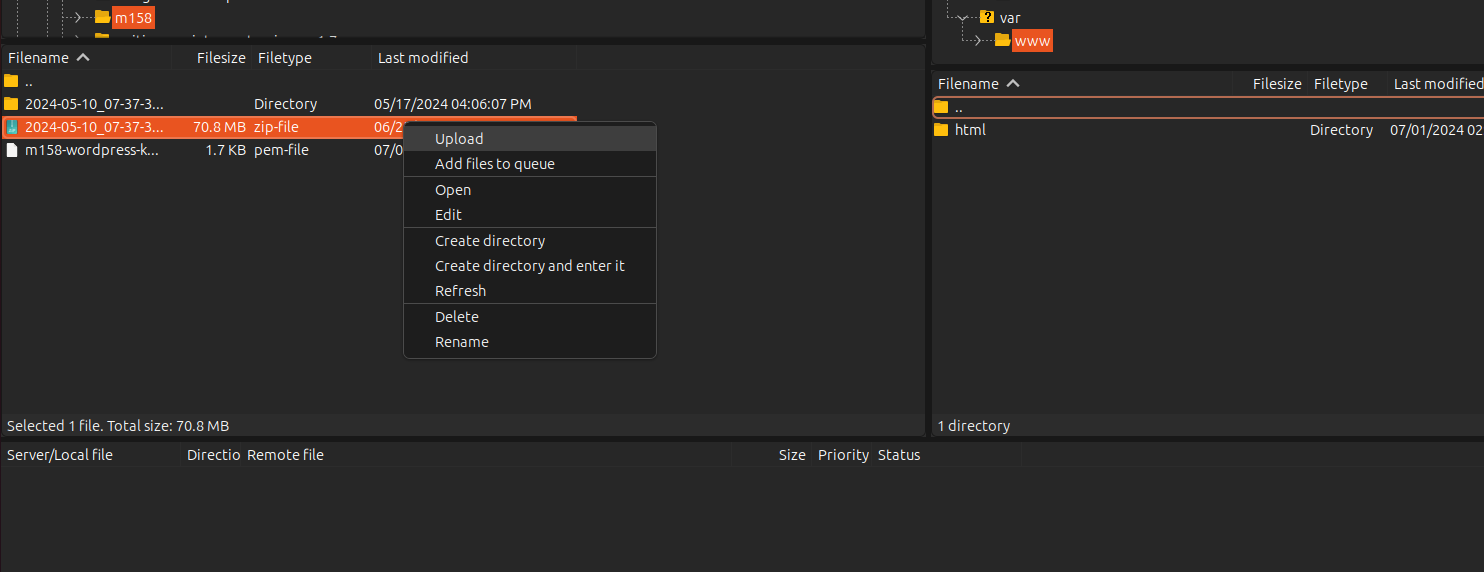 m158
Filename Filesize Filetype Last modified
..
2024-05-10_07-37-3... Directory 05/17/2024 04:06:07 PM
2024-05-10_07-37-3... 70.8 MB zip-file 06/2
m158-wordpress-k... 1.7 KB pem-file 07/0
Upload
Add files to queue
Open
Edit
Create directory
Create directory and enter it
Refresh
Delete
Rename
Selected 1 file. Total size: 70.8 MB
var
www
Filename Filesize Filetype Last modified
..
html Directory 07/01/2024 02
1 directory
Server/Local file Directio Remote file Size Priority Status